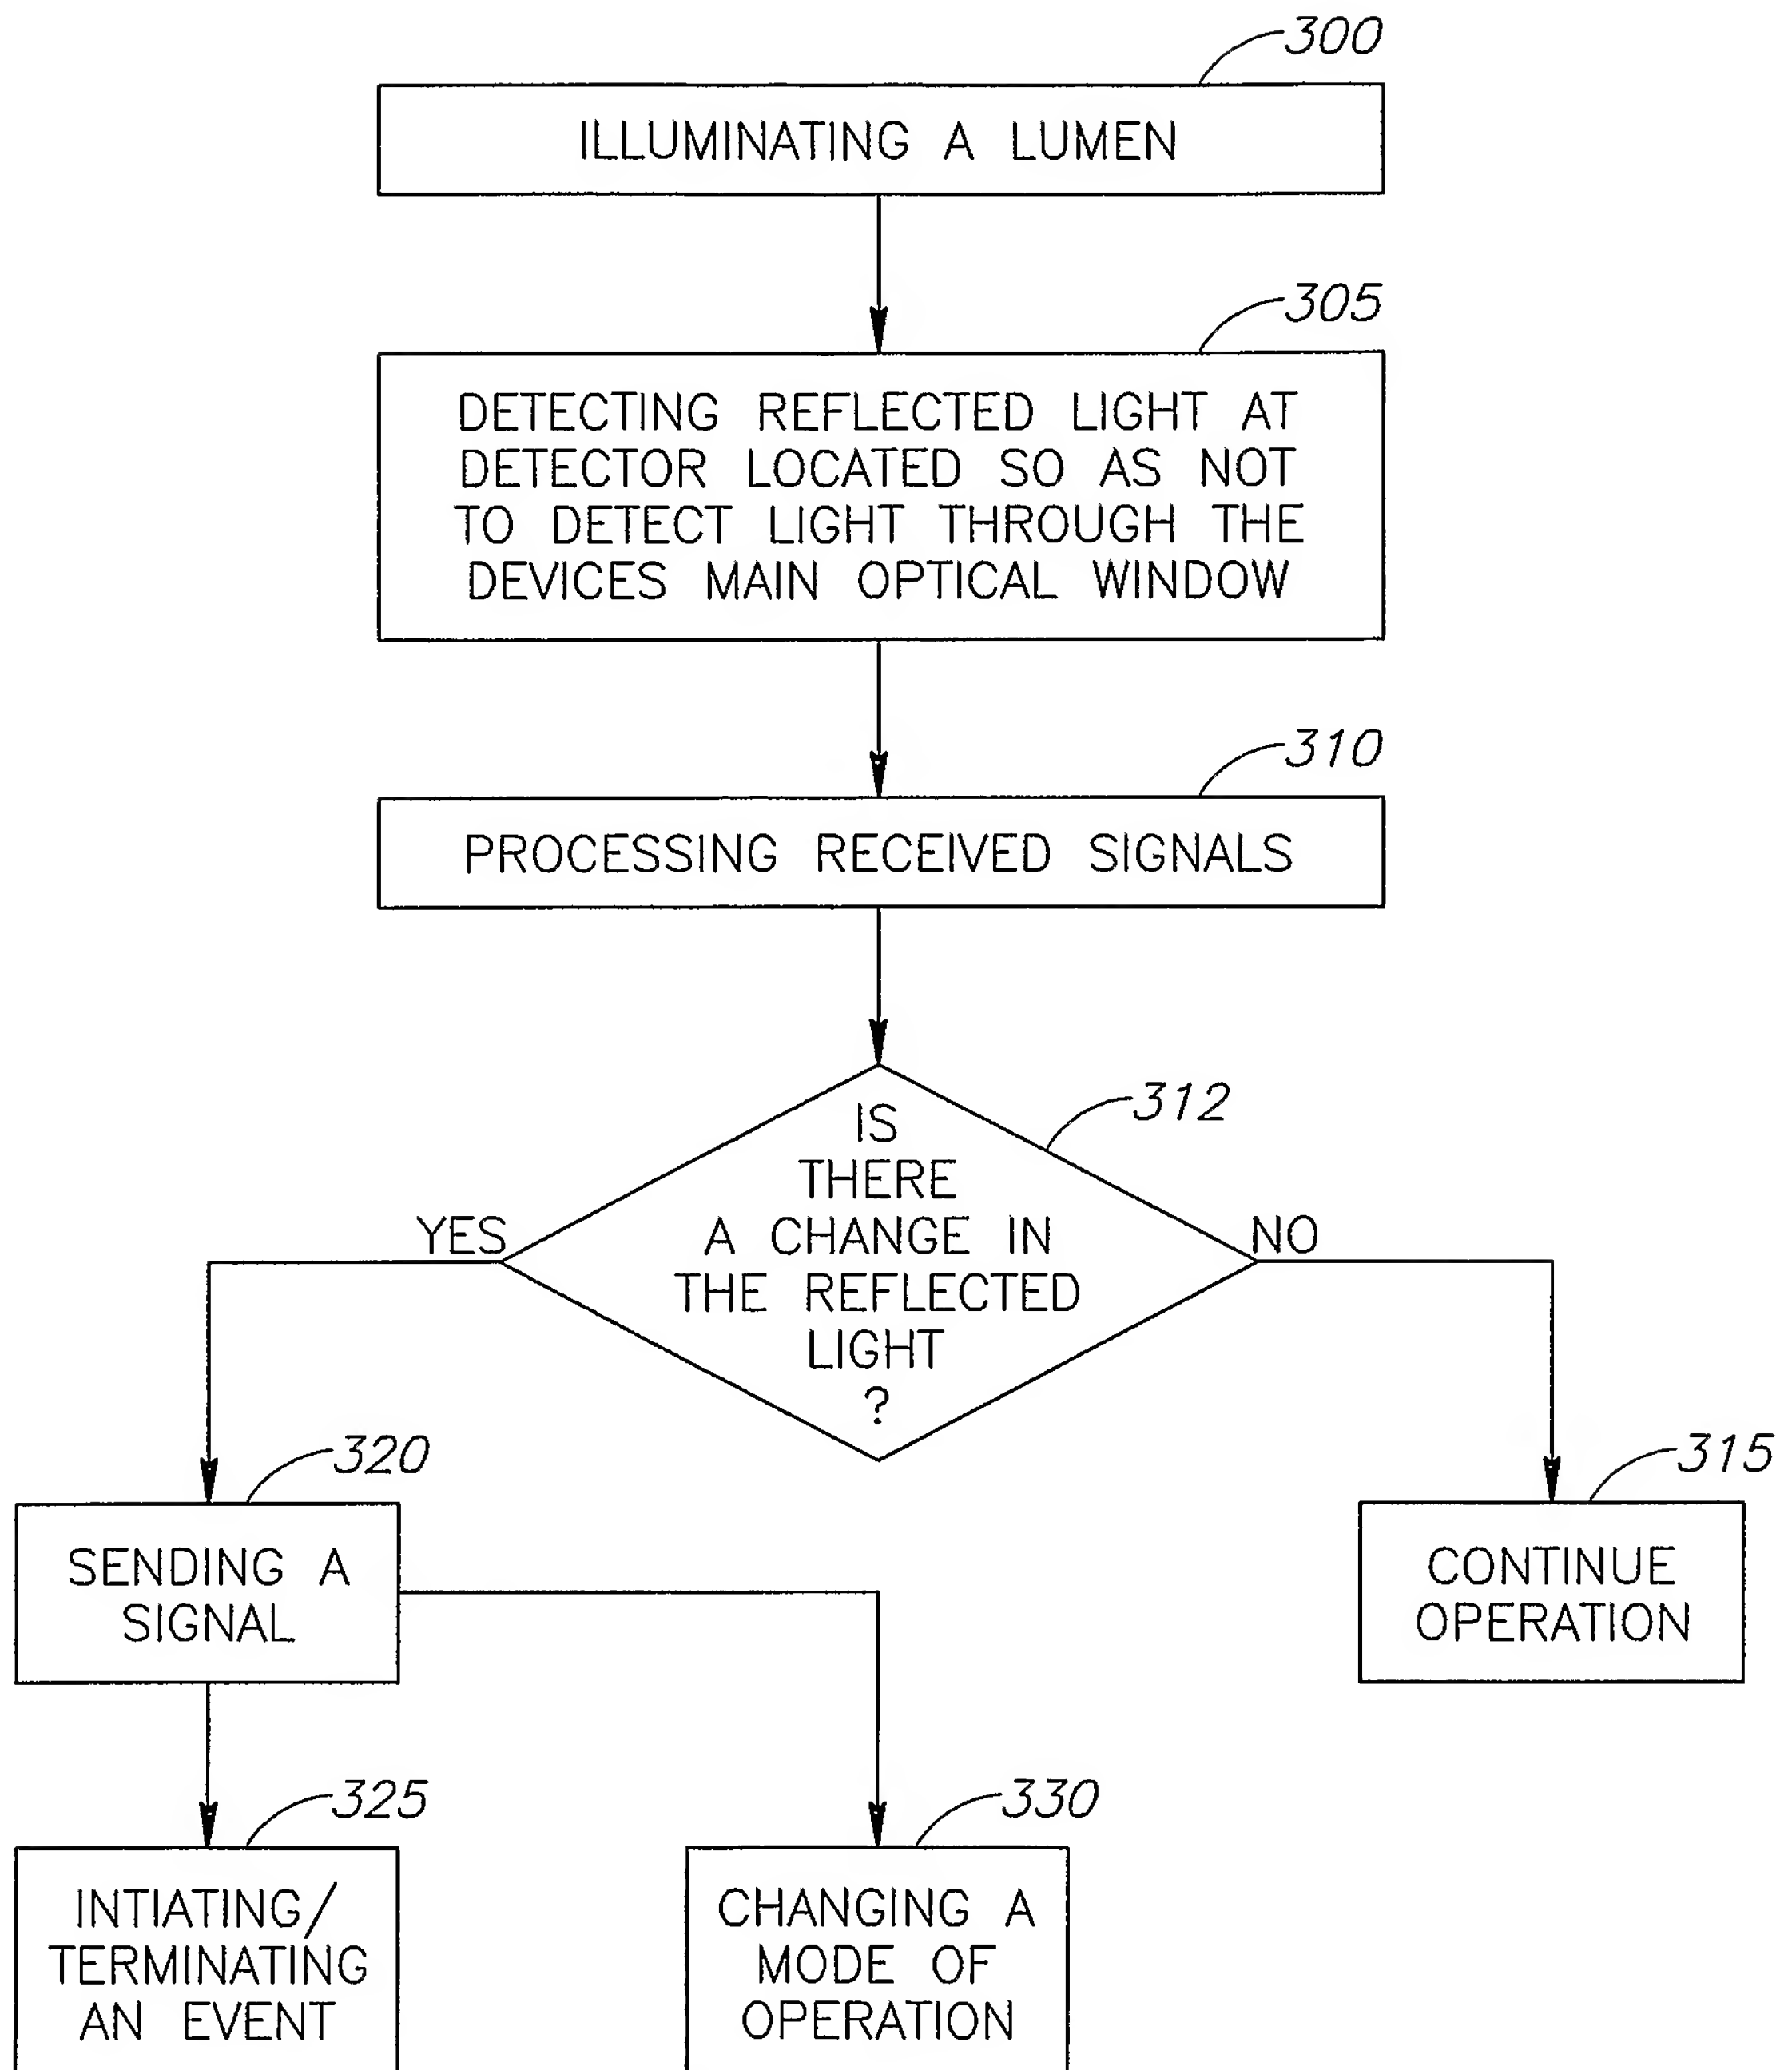 300
ILLUMINATING A LUMEN
305
DETECTING REFLECTED LIGHT AT
DETECTOR LOCATED SO AS NOT
TO DETECT LIGHT THROUGH THE
DEVICES MAIN OPTICAL WINDOW
310
PROCESSING RECEIVED SIGNALS
312
IS
THERE
A CHANGE IN
THE REFLECTED
LIGHT
?
YES
NO
320
SENDING A
SIGNAL
315
CONTINUE
OPERATION
325
INTIATING/
TERMINATING
AN EVENT
330
CHANGING A
MODE OF
OPERATION